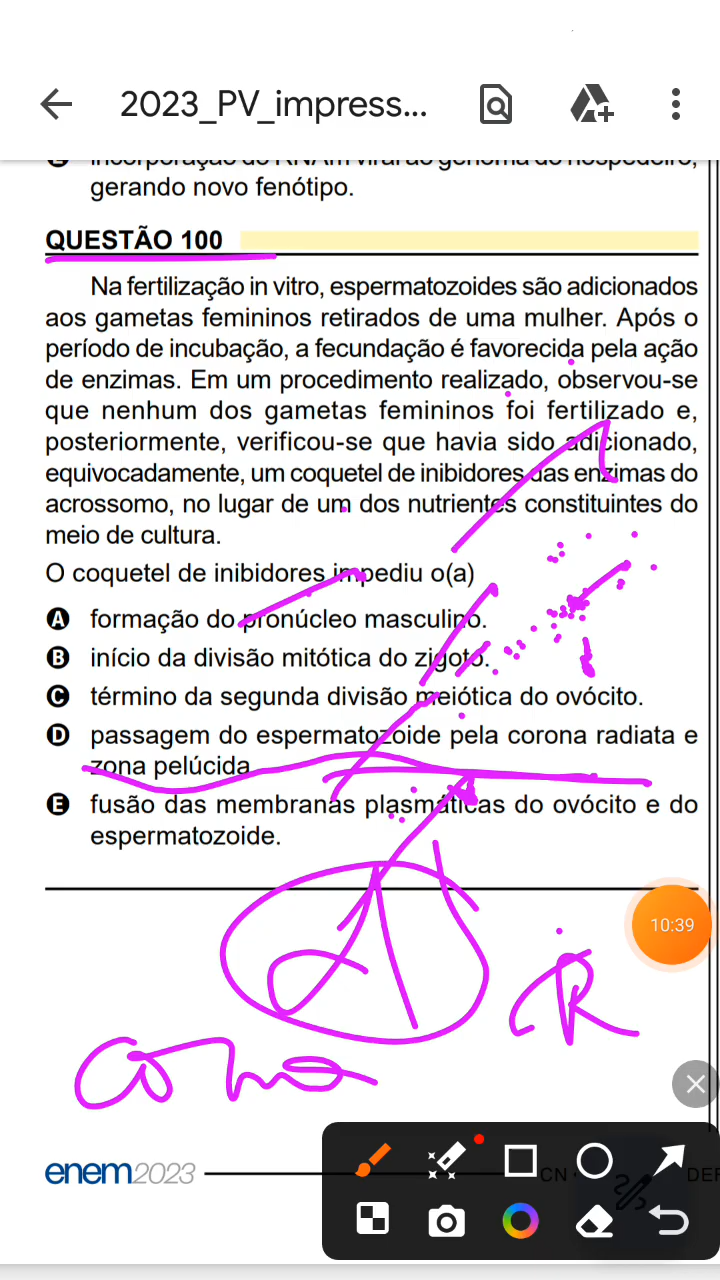 2023_PV_impress...
gerando novo fenótipo.
QUESTÃO 100
Na fertilização in vitro, espermatozoides são adicionados
aos gametas femininos retirados de uma mulher. Após o
período de incubação, a fecundação é favorecida pela ação
de enzimas. Em um procedimento realizado, observou-se
que nenhum dos gametas femininos foi fertilizado e,
posteriormente, verificou-se que havia sido adicionado,
equivocadamente, um coquetel de inibidores das enzimas do
acrossomo, no lugar de um dos nutrientes constituintes do
meio de cultura.
O coquetel de inibidores impediu o(a)
A formação do pronúcleo masculino.
B início da divisão mitótica do zigoto.
C término da segunda divisão meiótica do ovócito.
D passagem do espermatozoide pela corona radiata e
zona pelúcida.
E fusão das membranas plasmáticas do ovócito e do
espermatozoide.
10:39
enem2023
CN